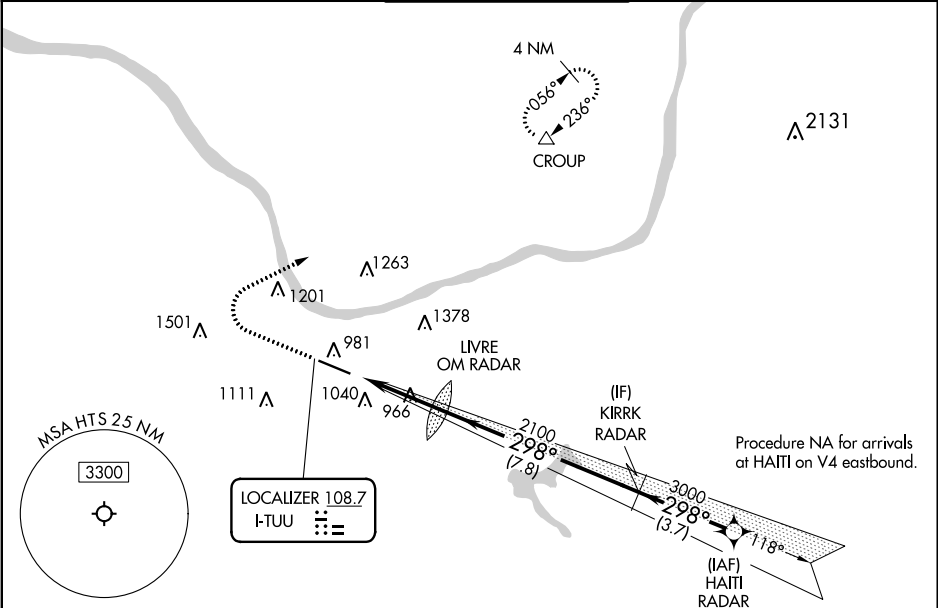 4 NM
056°
236°
CROUP
2131
1263
1201
1501
1378
981
LIVRE
OM RADAR
1111
1040
966
(IF)
KIRRK
RADAR
2100
298°
(7.8)
Procedure NA for arrivals
at HAITI on V4 eastbound.
MSA HTS 25 NM
3300
LOCALIZER 108.7
I-TUU
3000
298°
(3.7)
118°
(IAF)
HAITI
RADAR